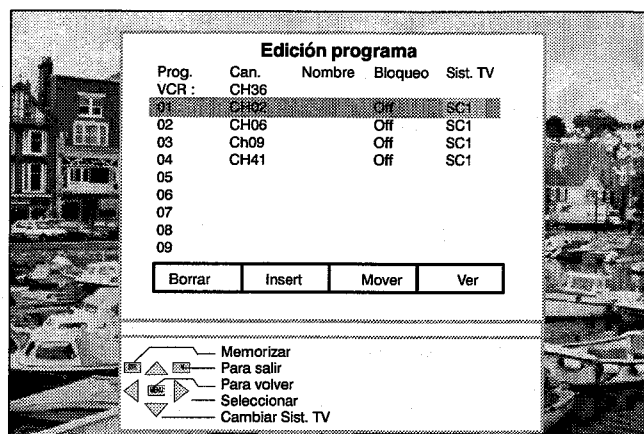 Edición programa
Prog. Can. Nombre Bloqueo Sist. TV
VCR : CH36
01 CH02 Off SC1
02 CH06 Off SC1
03 Ch09 Off SC1
04 CH41 Off SC1
05
06
07
08
09
Borrar Insert Mover Ver
Memorizar
Para salir
MENU Para volver
Seleccionar
Cambiar Sist. TV